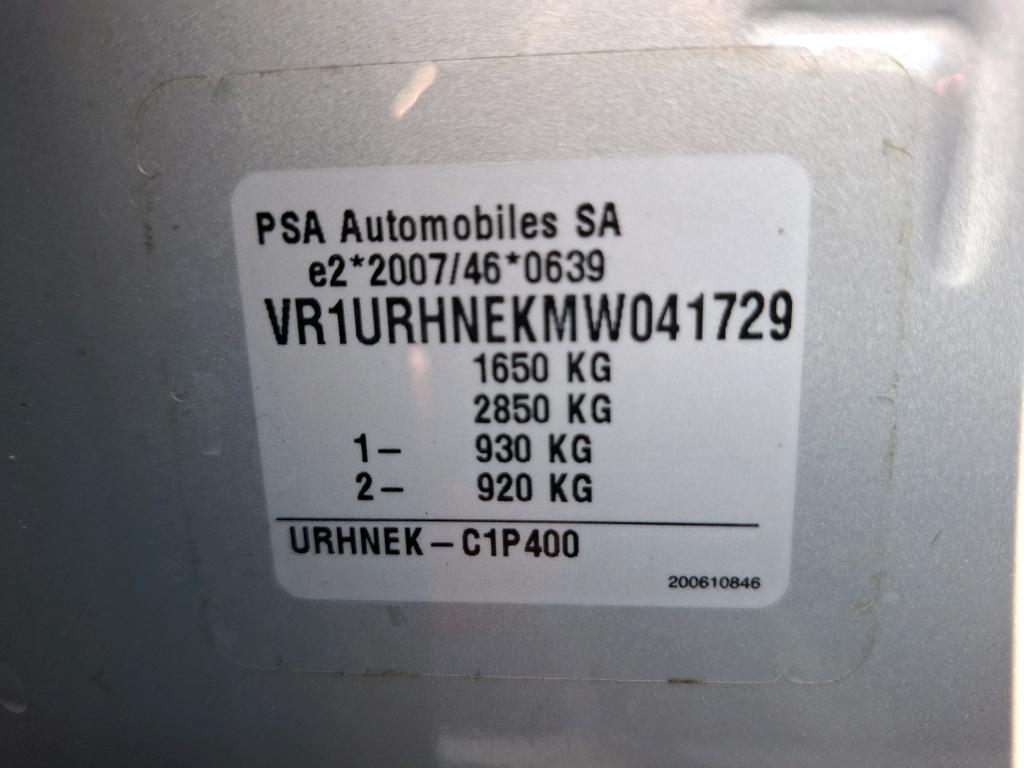 PSA Automobiles SA
e2*2007/46*0639
VR1URHNEKMW041729
1650 KG
2850 KG
1- 930 KG
2- 920 KG
URHNEK-C1P400
200610846